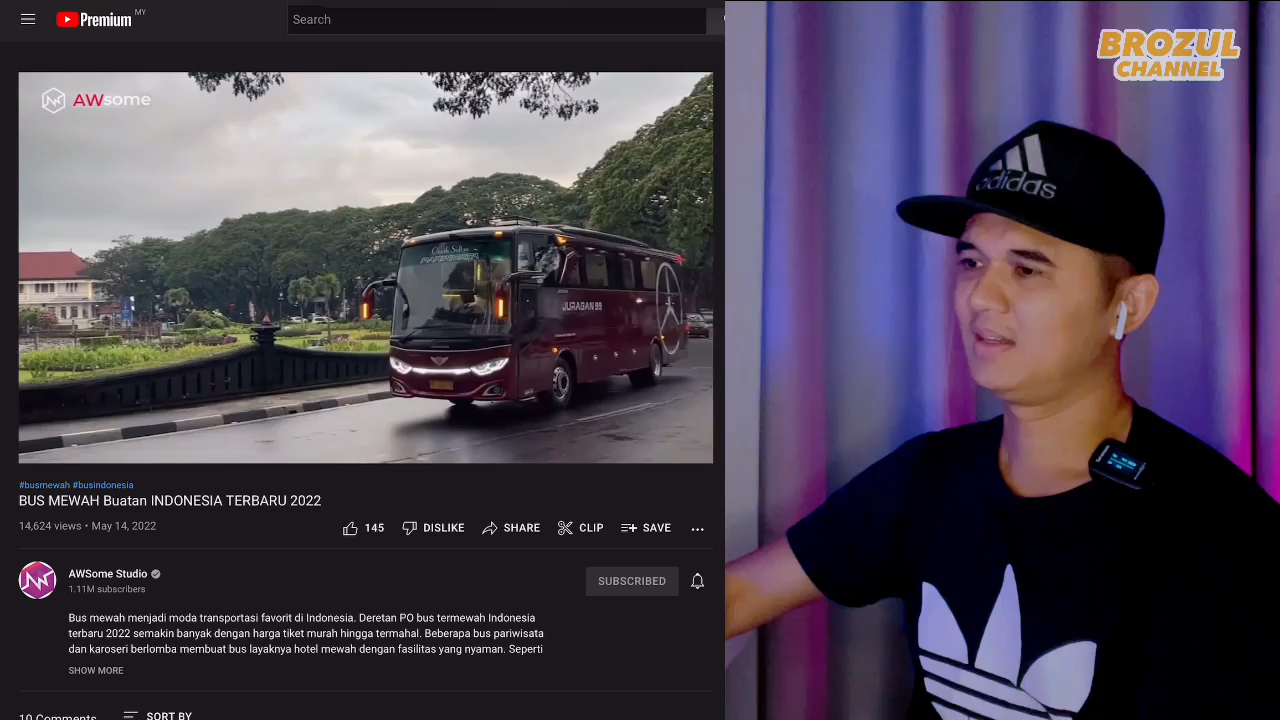 Premium
MY
Search
AWsome
JURAGAN 99
#busmewah #busindonesia
BUS MEWAH Buatan INDONESIA TERBARU 2022
14,624 views • May 14, 2022
145
DISLIKE
SHARE
CLIP
SAVE
AWSome Studio
1.11M subscribers
SUBSCRIBED
Bus mewah menjadi moda transportasi favorit di Indonesia. Deretan PO bus termewah Indonesia
terbaru 2022 semakin banyak dengan harga tiket murah hingga termahal. Beberapa bus pariwisata
dan karoseri berlomba membuat bus layaknya hotel mewah dengan fasilitas yang nyaman. Seperti
SHOW MORE
10 Comments
SORT BY
BROZUL
CHANNEL
adidas